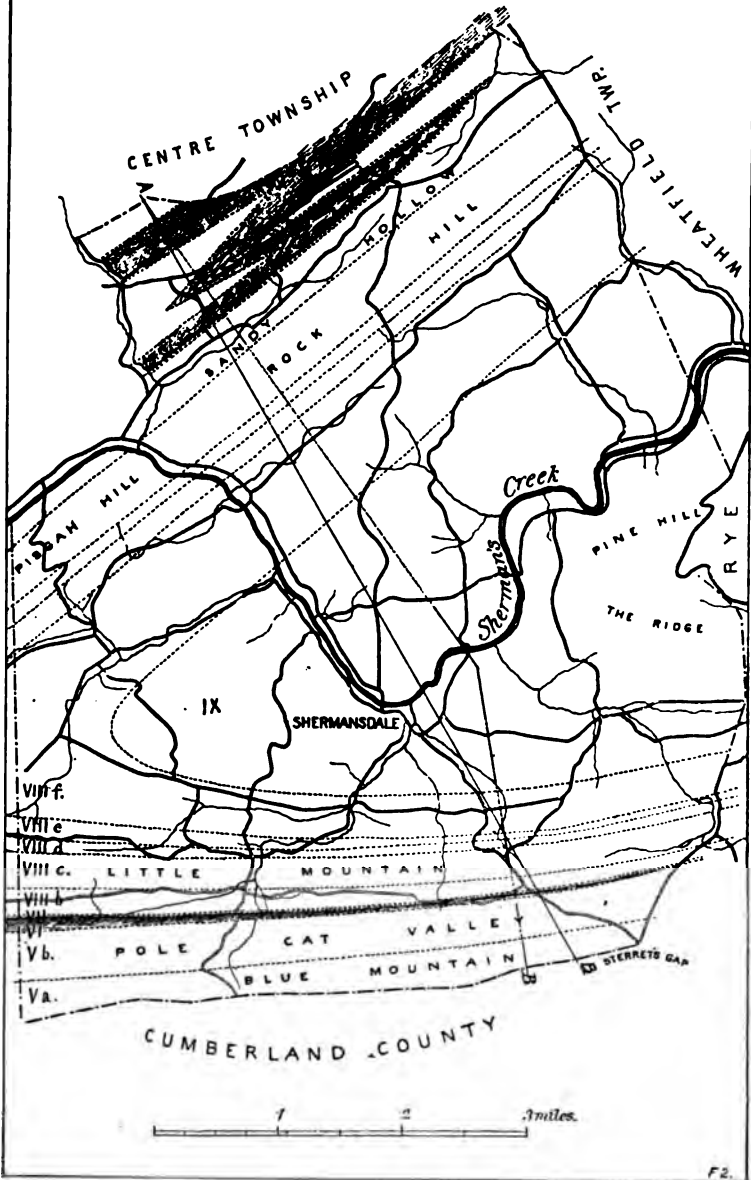 CENTRE TOWNSHIP
WHEATFIELD TWP.
A
SANDY HOLLOW
ROCK HILL
PISGAH HILL
Sherman's Creek
PINE HILL
RYE
THE RIDGE
IX
SHERMANSDALE
VIII f.
VIII e
VIII d
VIII c. LITTLE MOUNTAIN
VIII b
VII
VI
Vb. POLE CAT VALLEY
Va. BLUE MOUNTAIN
B
B
STERRETS GAP
CUMBERLAND COUNTY
1 2 3 miles.
F2.